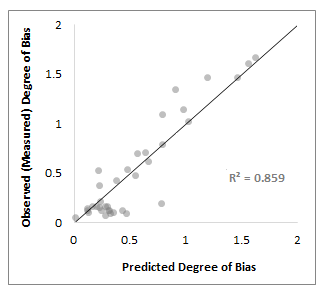 2
1.5
1
0.5
0
Observed (Measured) Degree of Bias
R² = 0.859
0 0.5 1 1.5 2
Predicted Degree of Bias